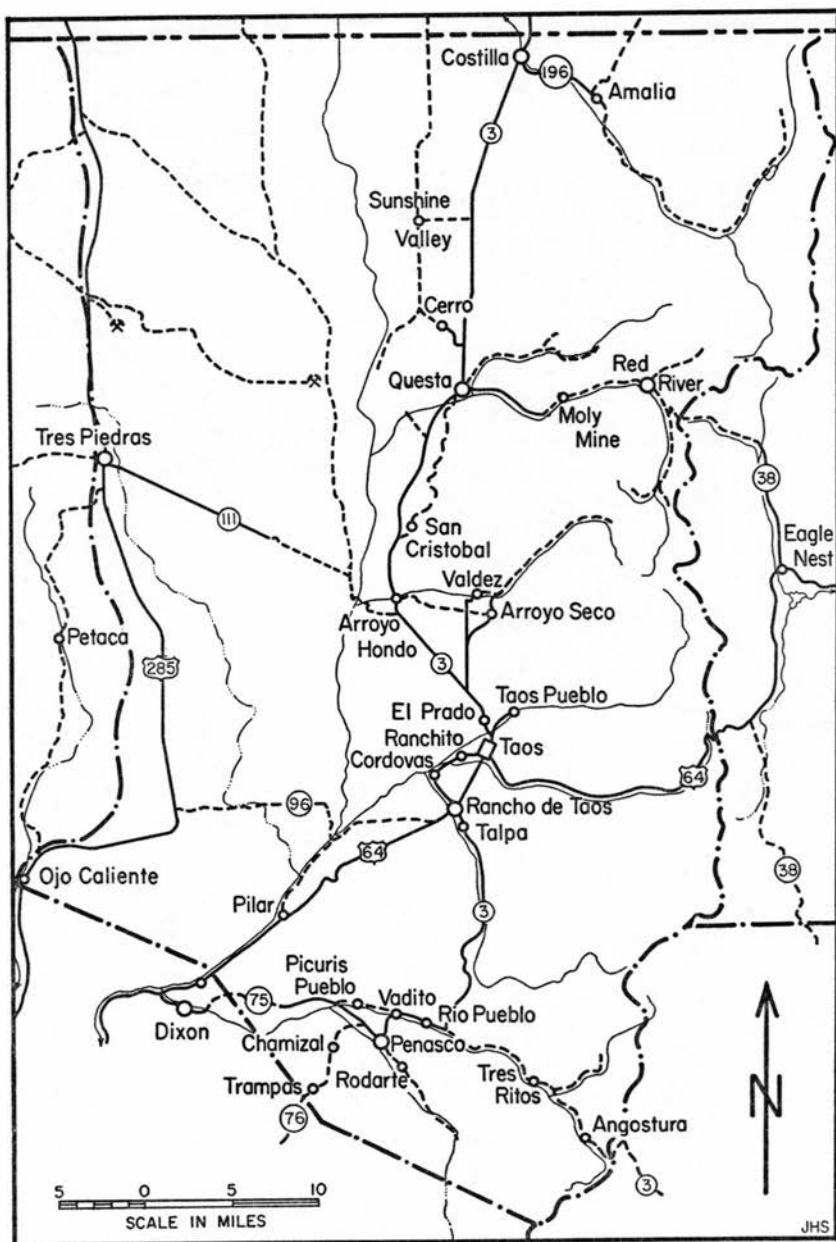 Costilla
196
Amalia
3
Sunshine
Valley
Cerro
Questa
Red
River
Moly
Mine
Tres Piedras
38
111
San
Cristobal
Eagle
Nest
Valdez
Arroyo Seco
Arroyo
Hondo
Petaca
285
3
Taos Pueblo
El Prado
Ranchito
Taos
Cordovas
64
96
Rancho de Taos
Talpa
64
38
Ojo Caliente
Pilar
3
Picuris
Pueblo
75
Vadito
Rio Pueblo
Dixon
Chamizal
Penasco
Trampas
Rodarte
Tres
Ritos
76
Angostura
3
N
5 0 5 10
SCALE IN MILES
JHS